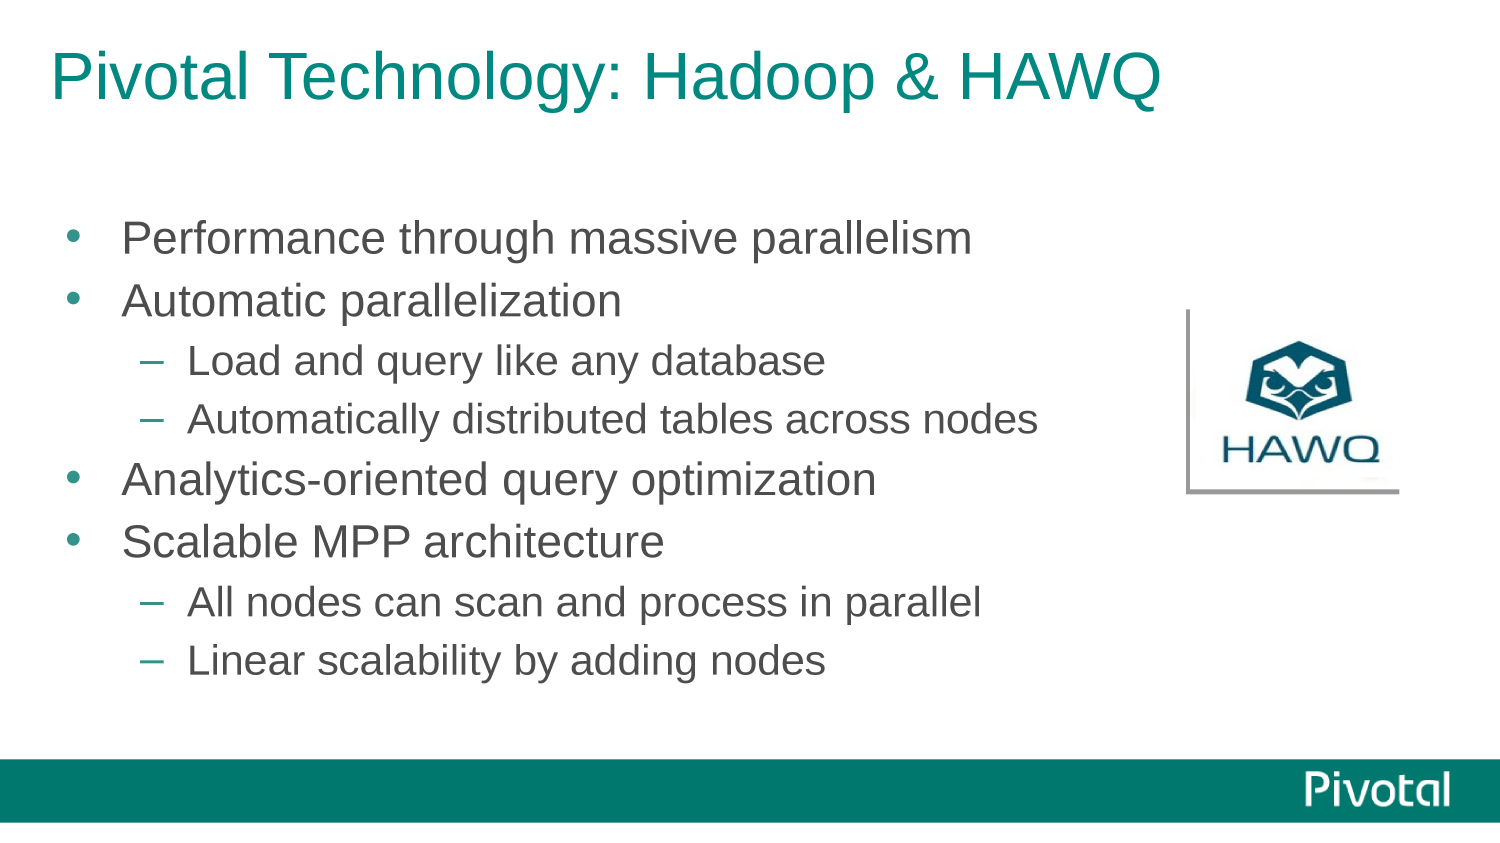 Pivotal Technology: Hadoop & HAWQ
• Performance through massive parallelism
• Automatic parallelization
– Load and query like any database
– Automatically distributed tables across nodes
• Analytics-oriented query optimization
• Scalable MPP architecture
– All nodes can scan and process in parallel
– Linear scalability by adding nodes
HAWQ
Pivotal